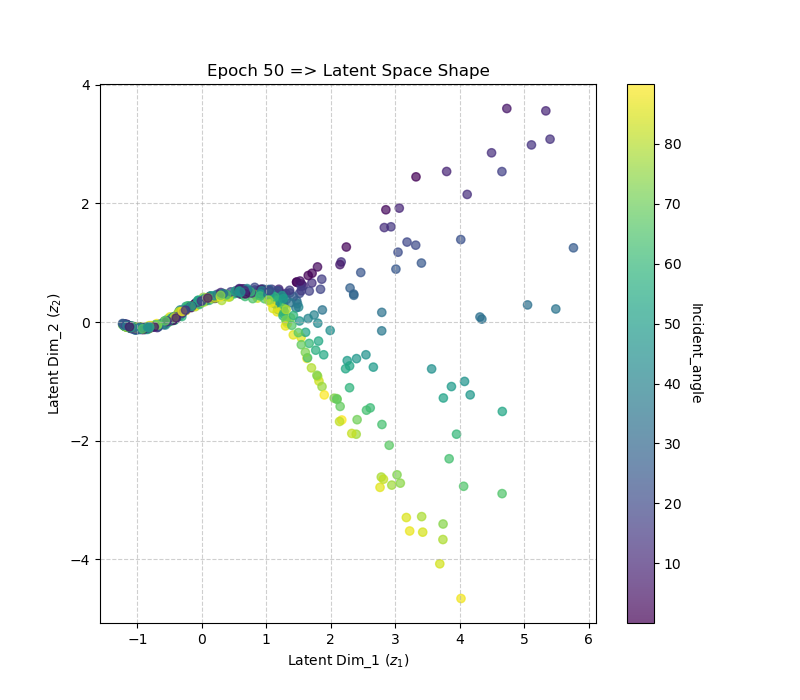 Epoch 50 => Latent Space Shape
4
2
0
−2
−4
Latent Dim_2 (z₂)
−1 0 1 2 3 4 5 6
Latent Dim_1 (z₁)
80
70
60
50
40
30
20
10
Incident_angle